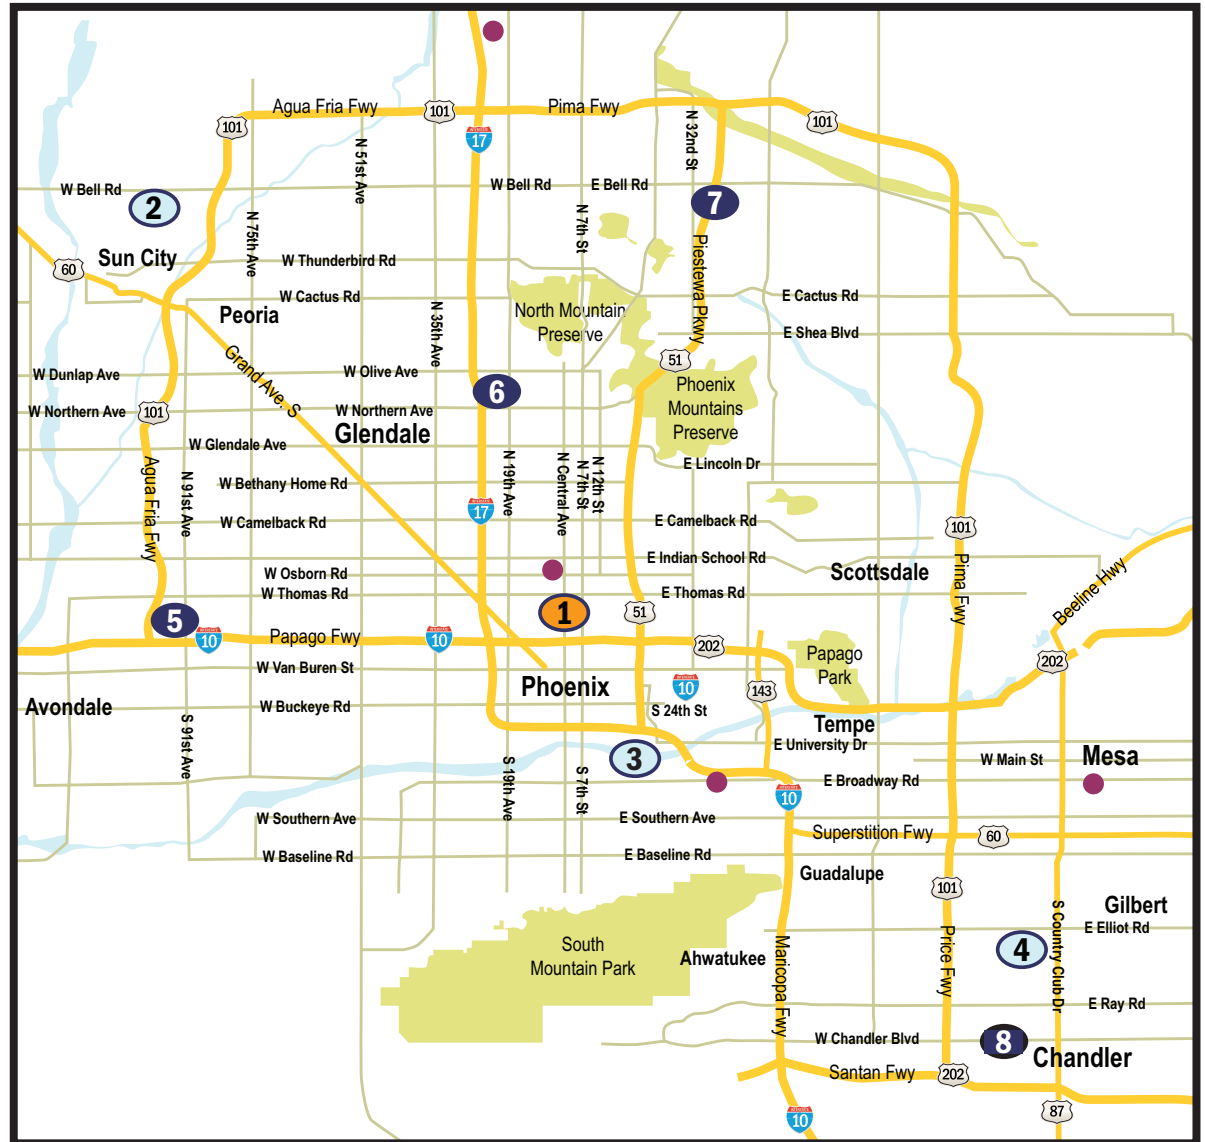 Agua Fria Fwy
101
Pima Fwy
101
101
17
N 32nd St
N 51st Ave
W Bell Rd
2
W Bell Rd
E Bell Rd
7
N 75th Ave
N 7th St
Piestewa Pkwy
Sun City
60
W Thunderbird Rd
W Cactus Rd
E Cactus Rd
Peoria
N 35th Ave
North Mountain
Preserve
E Shea Blvd
51
Grand Ave. S
W Dunlap Ave
W Olive Ave
6
Phoenix
Mountains
Preserve
W Northern Ave
101
W Northern Ave
Glendale
W Glendale Ave
E Lincoln Dr
Agua Fria Fwy
N 91st Ave
W Bethany Home Rd
N 19th Ave
N Central Ave
N 7th St
N 12th St
17
W Camelback Rd
E Camelback Rd
101
E Indian School Rd
W Osborn Rd
Scottsdale
Pima Fwy
Beeline Hwy
W Thomas Rd
E Thomas Rd
1
51
5
10
Papago Fwy
10
202
Papago
Park
202
W Van Buren St
Phoenix
10
143
Avondale
W Buckeye Rd
S 24th St
Tempe
S 91st Ave
E University Dr
3
W Main St
Mesa
S 19th Ave
S 7th St
E Broadway Rd
10
W Southern Ave
E Southern Ave
Superstition Fwy
60
W Baseline Rd
E Baseline Rd
Guadalupe
101
Gilbert
S Country Club Dr
E Elliot Rd
South
Mountain Park
Ahwatukee
Maricopa Fwy
Price Fwy
4
E Ray Rd
W Chandler Blvd
8
Chandler
Santan Fwy
202
87
10